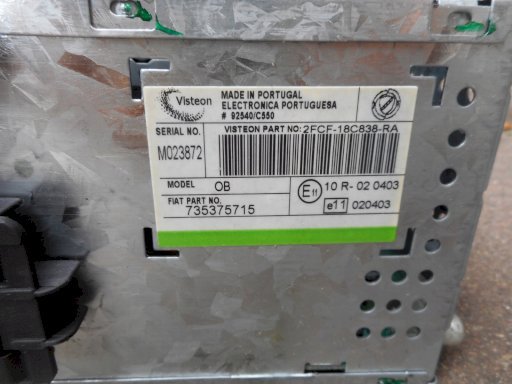 Visteon
MADE IN PORTUGAL
ELECTRONICA PORTUGUESA
# 92540/C550
SERIAL NO.
M023872
VISTEON PART NO: 2FCF-18C838-RA
MODEL OB
E11 10 R- 02 0403
FIAT PART NO.
735375715
e11 020403